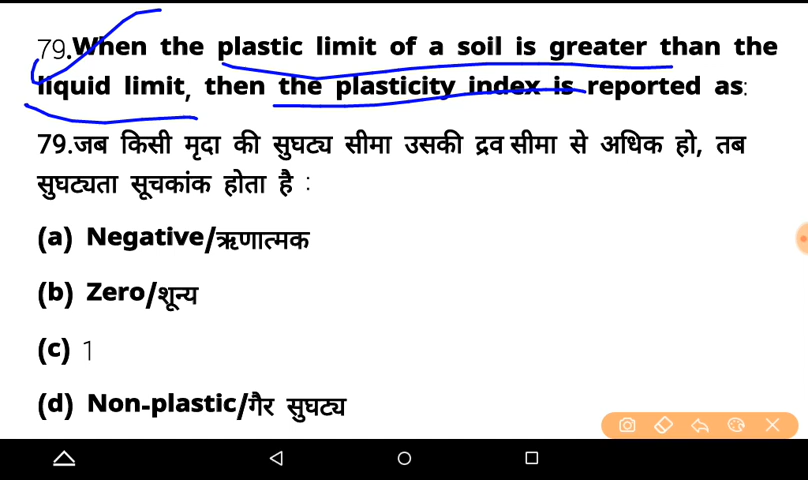 79.When the plastic limit of a soil is greater than the
liquid limit, then the plasticity index is reported as:
79.जब किसी मृदा की सुघट्य सीमा उसकी द्रव सीमा से अधिक हो, तब
सुघट्यता सूचकांक होता है :
(a) Negative/ऋणात्मक
(b) Zero/शून्य
(c) 1
(d) Non-plastic/गैर सुघट्य